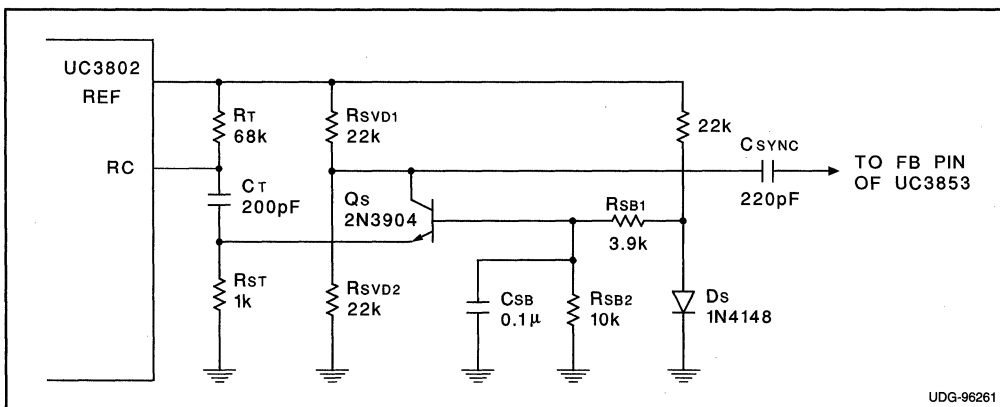 UC3802
REF
RC
RT
68k
CT
200pF
RST
1k
RSVD1
22k
QS
2N3904
RSVD2
22k
CSB
0.1μ
RSB1
3.9k
RSB2
10k
22k
DS
1N4148
CSYNC
220pF
TO FB PIN
OF UC3853
UDG-96261